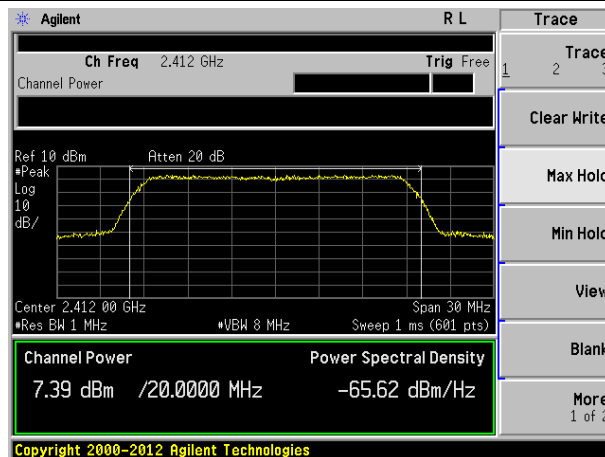 Agilent R L Trace
Ch Freq 2.412 GHz Trig Free
Channel Power
Trace
1 2 3
Clear Write
Max Hold
Min Hold
View
Blank
More
1 of 2
Ref 10 dBm Atten 20 dB
#Peak
Log
10
dB/
Center 2.412 00 GHz Span 30 MHz
#Res BW 1 MHz #VBW 8 MHz Sweep 1 ms (601 pts)
Channel Power Power Spectral Density
7.39 dBm /20.0000 MHz -65.62 dBm/Hz
Copyright 2000-2012 Agilent Technologies